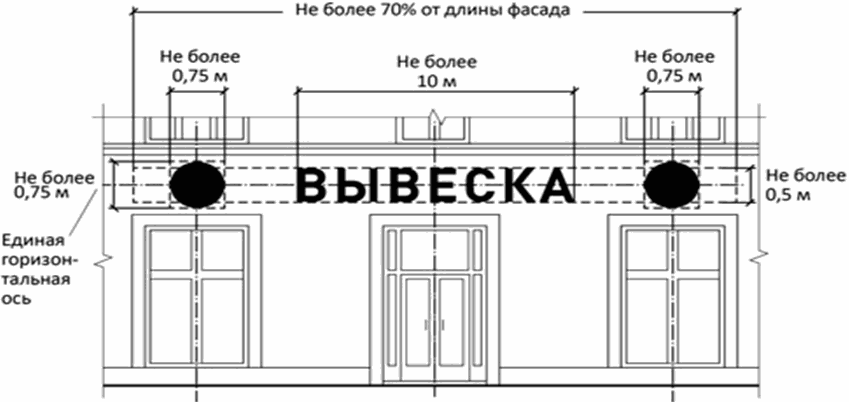 Не более 70% от длины фасада
Не более
0,75 м
Не более
10 м
Не более
0,75 м
Не более
0,75 м
ВЫВЕСКА
Не более
0,5 м
Единая
горизон-
тальная
ось